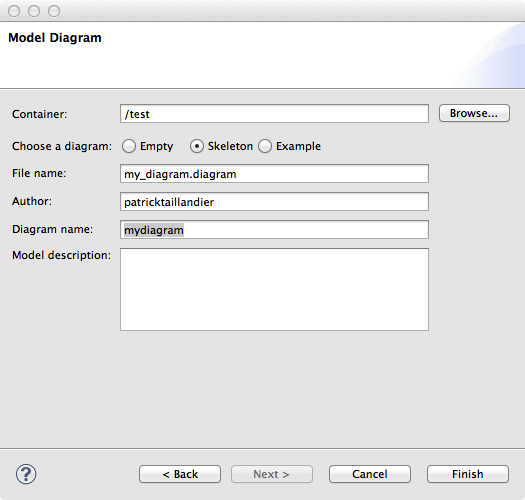 Model Diagram
Container: /test Browse...
Choose a diagram: Empty Skeleton Example
File name: my_diagram.diagram
Author: patricktaillandier
Diagram name: mydiagram
Model description:
? < Back Next > Cancel Finish